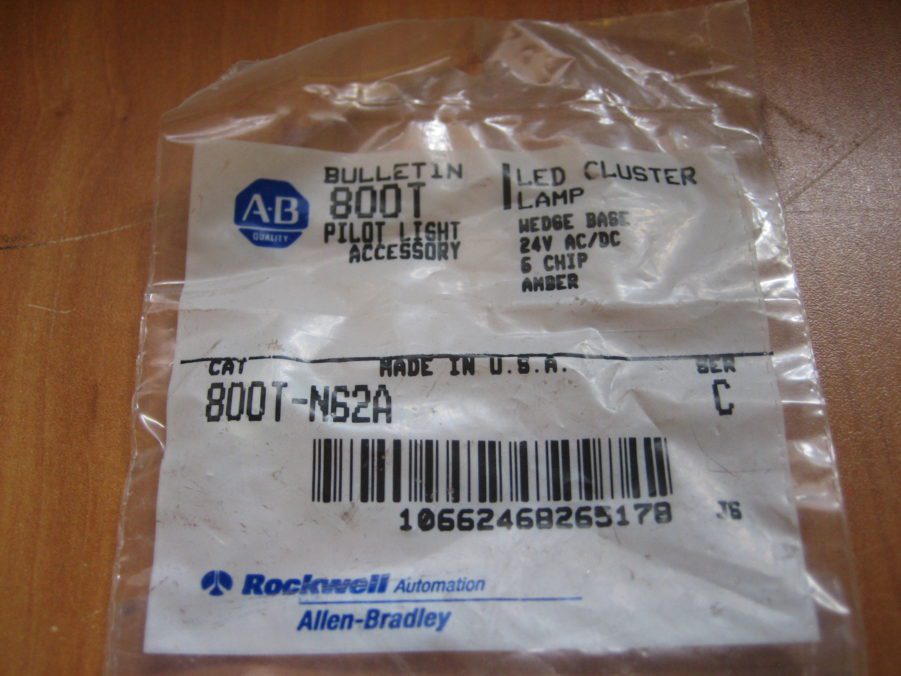 A-B
QUALITY
BULLETIN
800T
PILOT LIGHT
ACCESSORY
LED CLUSTER
LAMP
WEDGE BASE
24V AC/DC
6 CHIP
AMBER
CAT
MADE IN U.S.A.
SER
800T-N62A
C
10662468265178
J6
Rockwell Automation
Allen-Bradley